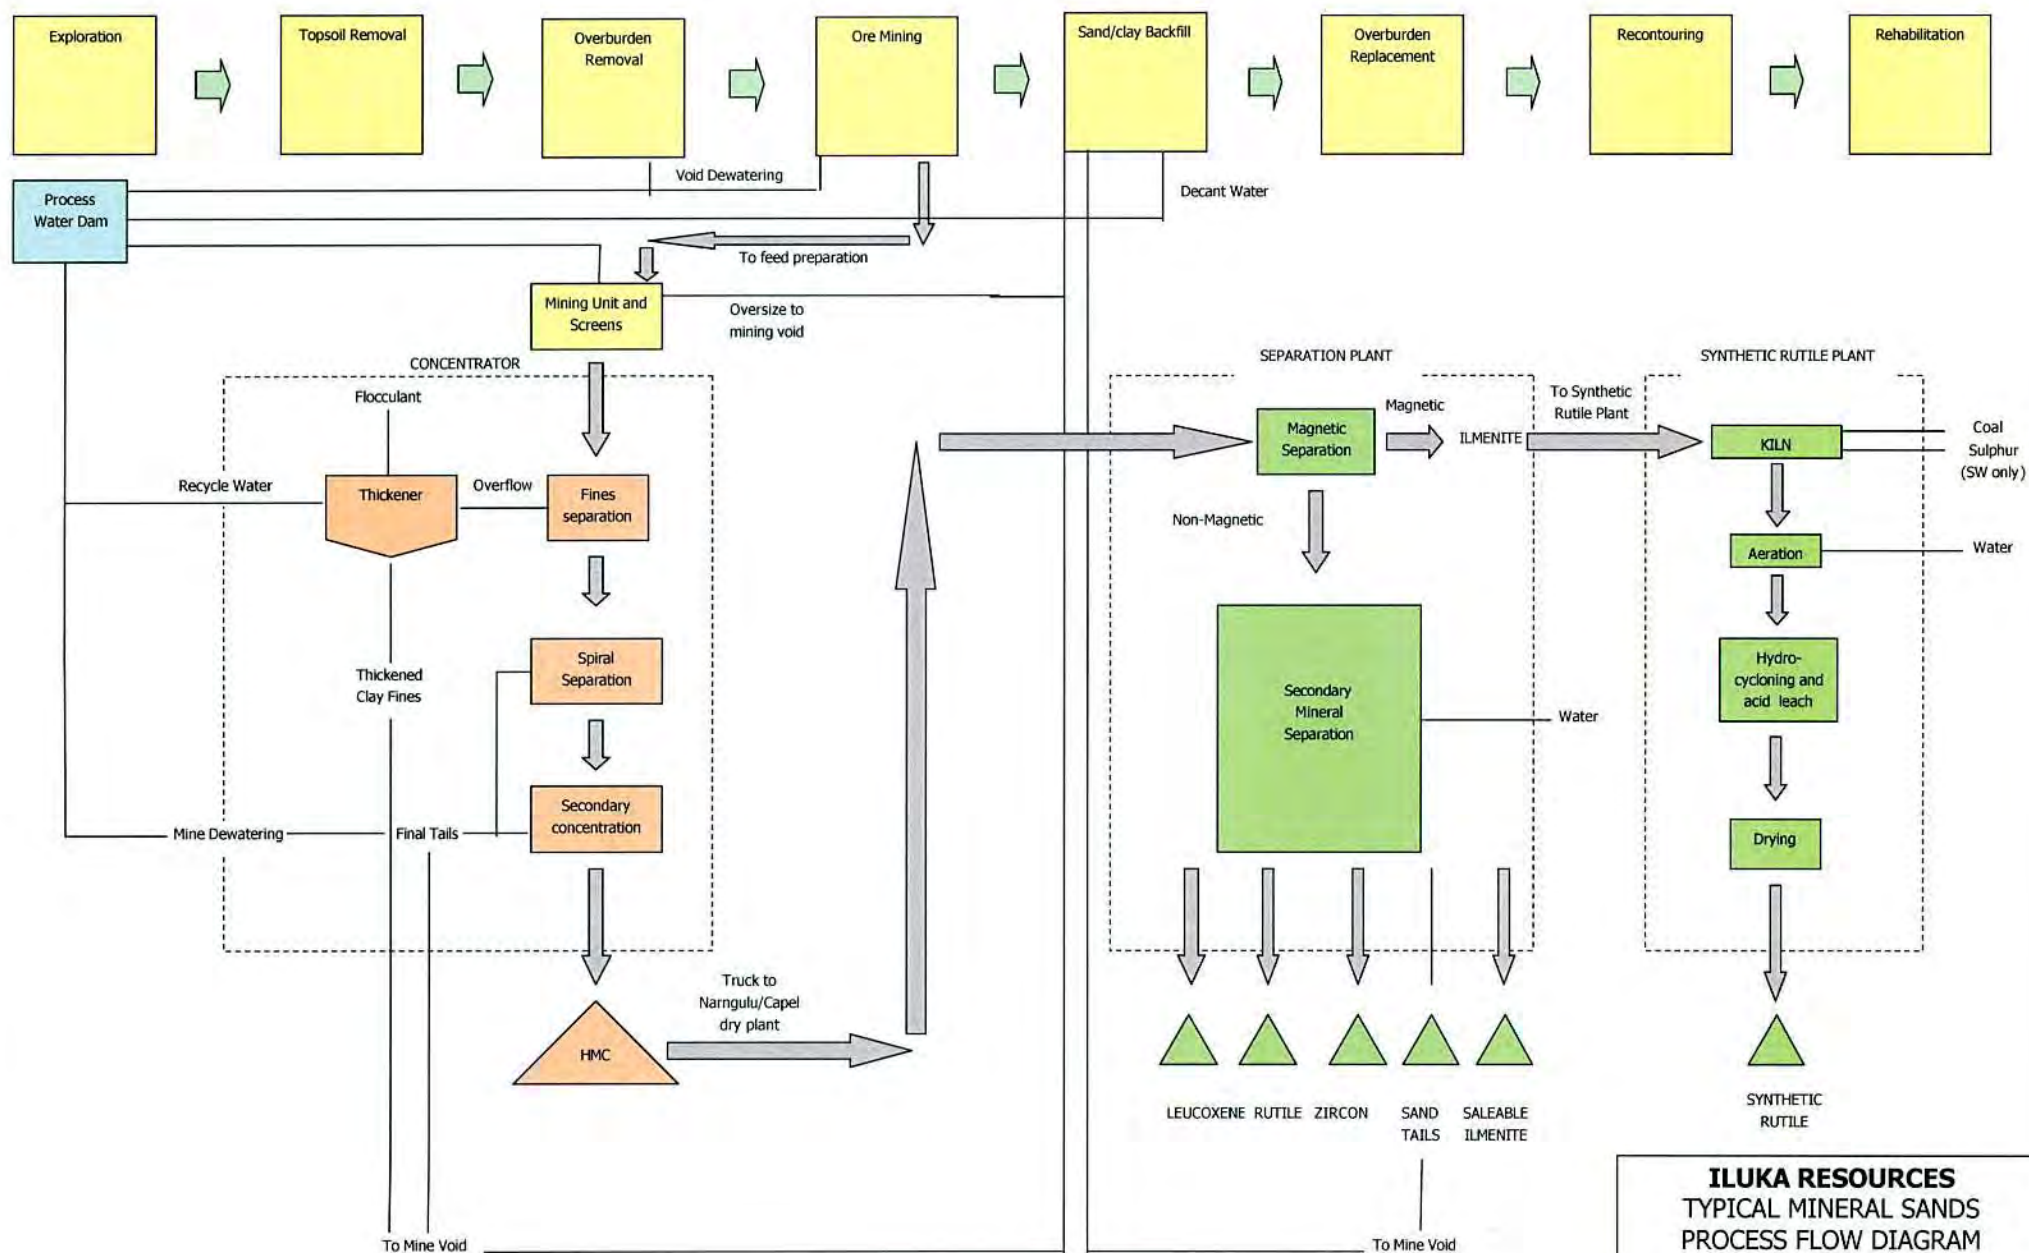 Exploration
Topsoil Removal
Overburden
Removal
Ore Mining
Sand/clay Backfill
Overburden
Replacement
Recontouring
Rehabilitation
Void Dewatering
Process
Water Dam
Decant Water
To feed preparation
Mining Unit and
Screens
Oversize to
mining void
CONCENTRATOR
SEPARATION PLANT
SYNTHETIC RUTILE PLANT
Flocculant
Magnetic
To Synthetic
Rutile Plant
Magnetic
Separation
ILMENITE
KILN
Coal
Sulphur
(SW only)
Recycle Water
Thickener
Overflow
Fines
separation
Non-Magnetic
Aeration
Water
Spiral
Separation
Thickened
Clay Fines
Hydro-
cycloning and
acid leach
Secondary
Mineral
Separation
Water
Secondary
concentration
Mine Dewatering
Final Tails
Drying
Truck to
Narngulu/Capel
dry plant
HMC
LEUCOXENE
RUTILE
ZIRCON
SAND
TAILS
SALEABLE
ILMENITE
SYNTHETIC
RUTILE
To Mine Void
To Mine Void
ILUKA RESOURCES
TYPICAL MINERAL SANDS
PROCESS FLOW DIAGRAM